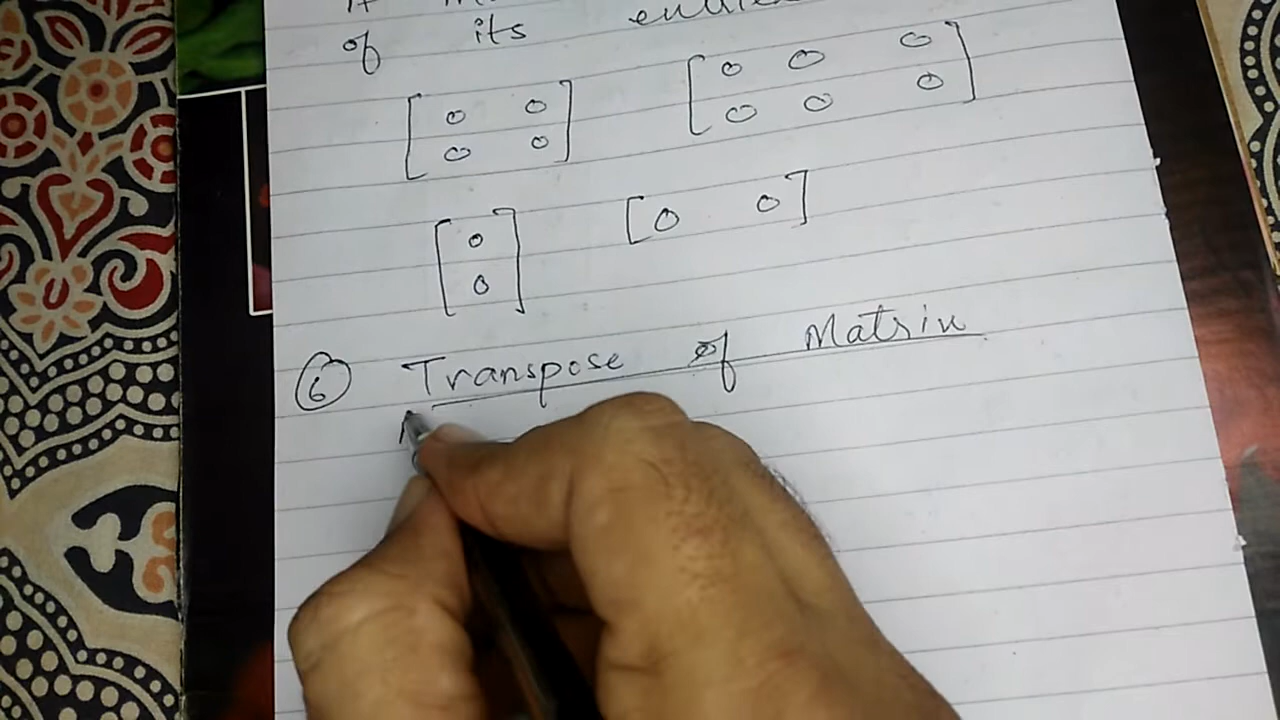 of its
[ 0 0 [ 0 0 0
0 0 ] 0 0 0 ]
[ 0 [ 0 0 ]
0 ]
6 Transpose of Matrix